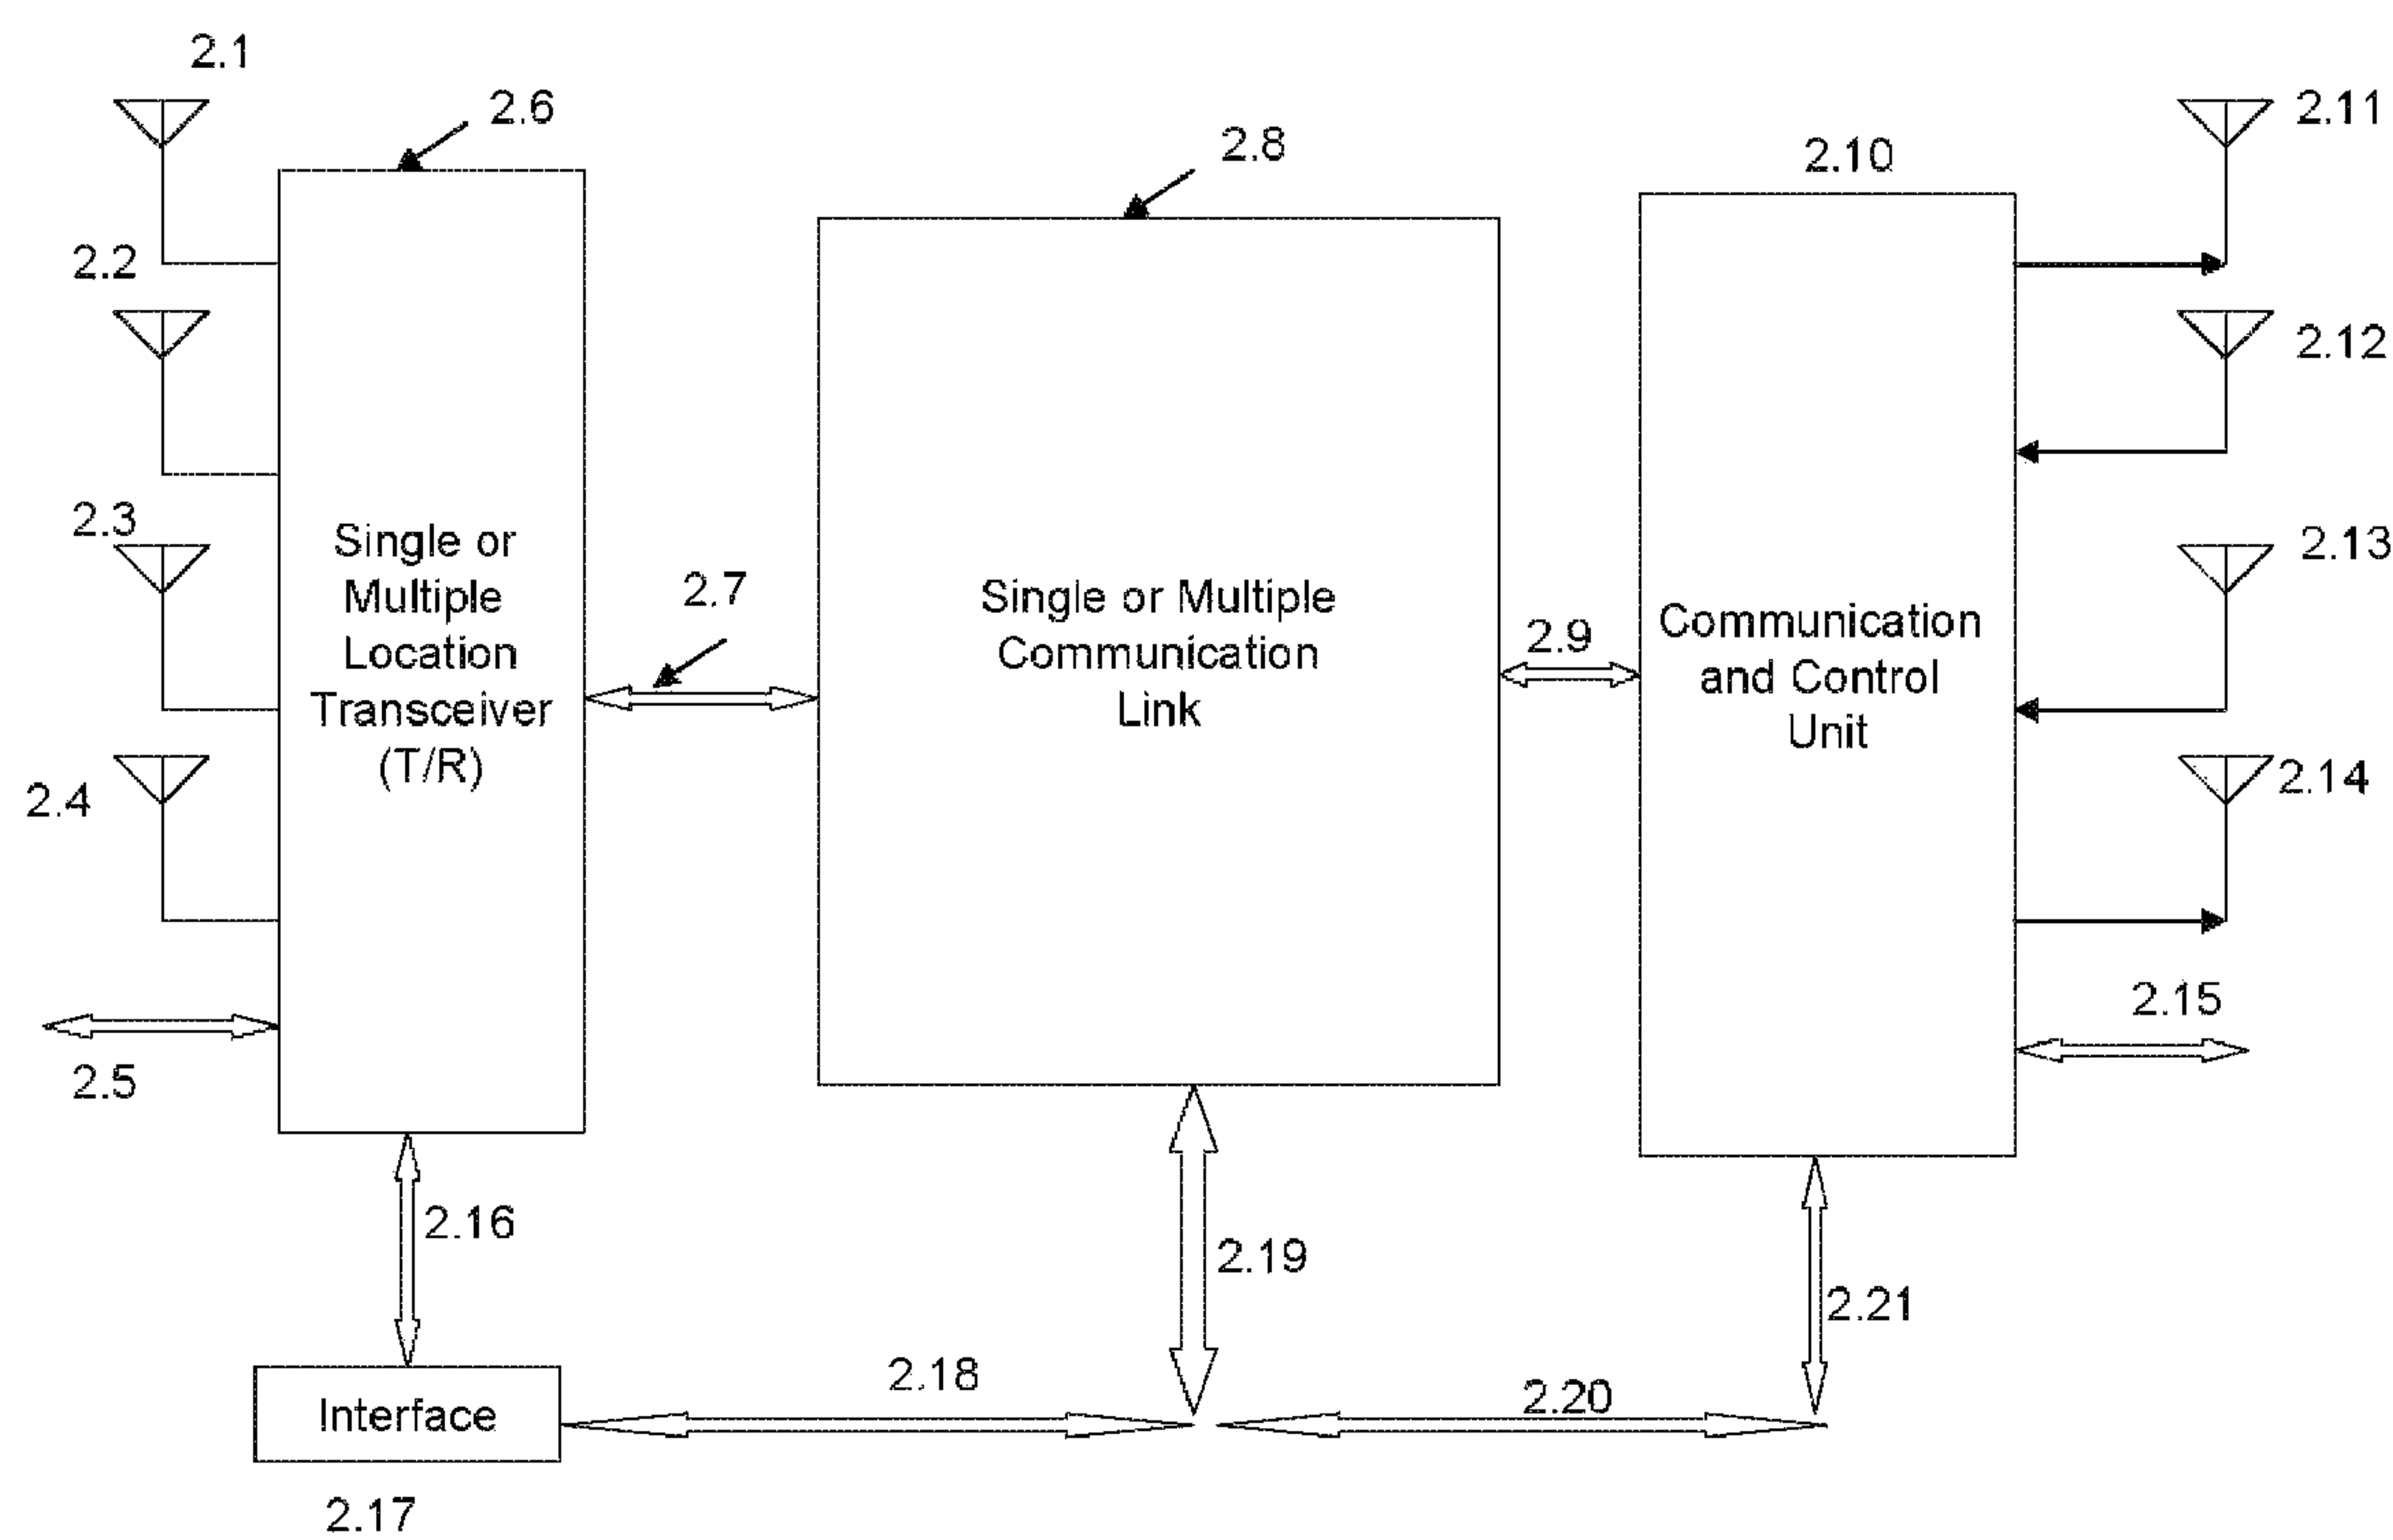 2.1
2.6
2.8
2.10
2.11
2.2
2.12
2.3
2.13
Single or
Multiple
Location
Transceiver
(T/R)
2.7
Single or Multiple
Communication
Link
2.9
Communication
and Control
Unit
2.4
2.14
2.5
2.15
2.16
2.19
2.21
2.18
2.20
Interface
2.17